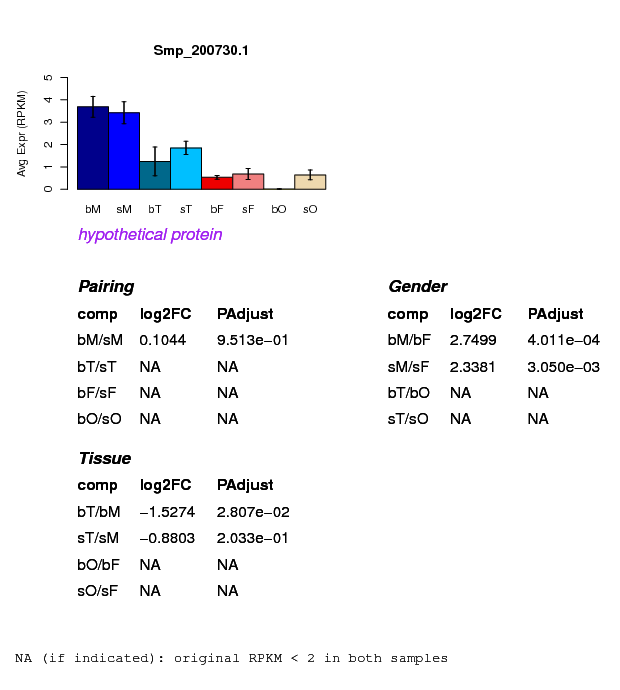 Smp_200730.1
Avg Expr (RPKM)
0 1 2 3 4 5
bM sM bT sT bF sF bO sO
hypothetical protein
Pairing
comp log2FC PAdjust
bM/sM 0.1044 9.513e−01
bT/sT NA NA
bF/sF NA NA
bO/sO NA NA
Gender
comp log2FC PAdjust
bM/bF 2.7499 4.011e−04
sM/sF 2.3381 3.050e−03
bT/bO NA NA
sT/sO NA NA
Tissue
comp log2FC PAdjust
bT/bM −1.5274 2.807e−02
sT/sM −0.8803 2.033e−01
bO/bF NA NA
sO/sF NA NA
NA (if indicated): original RPKM < 2 in both samples